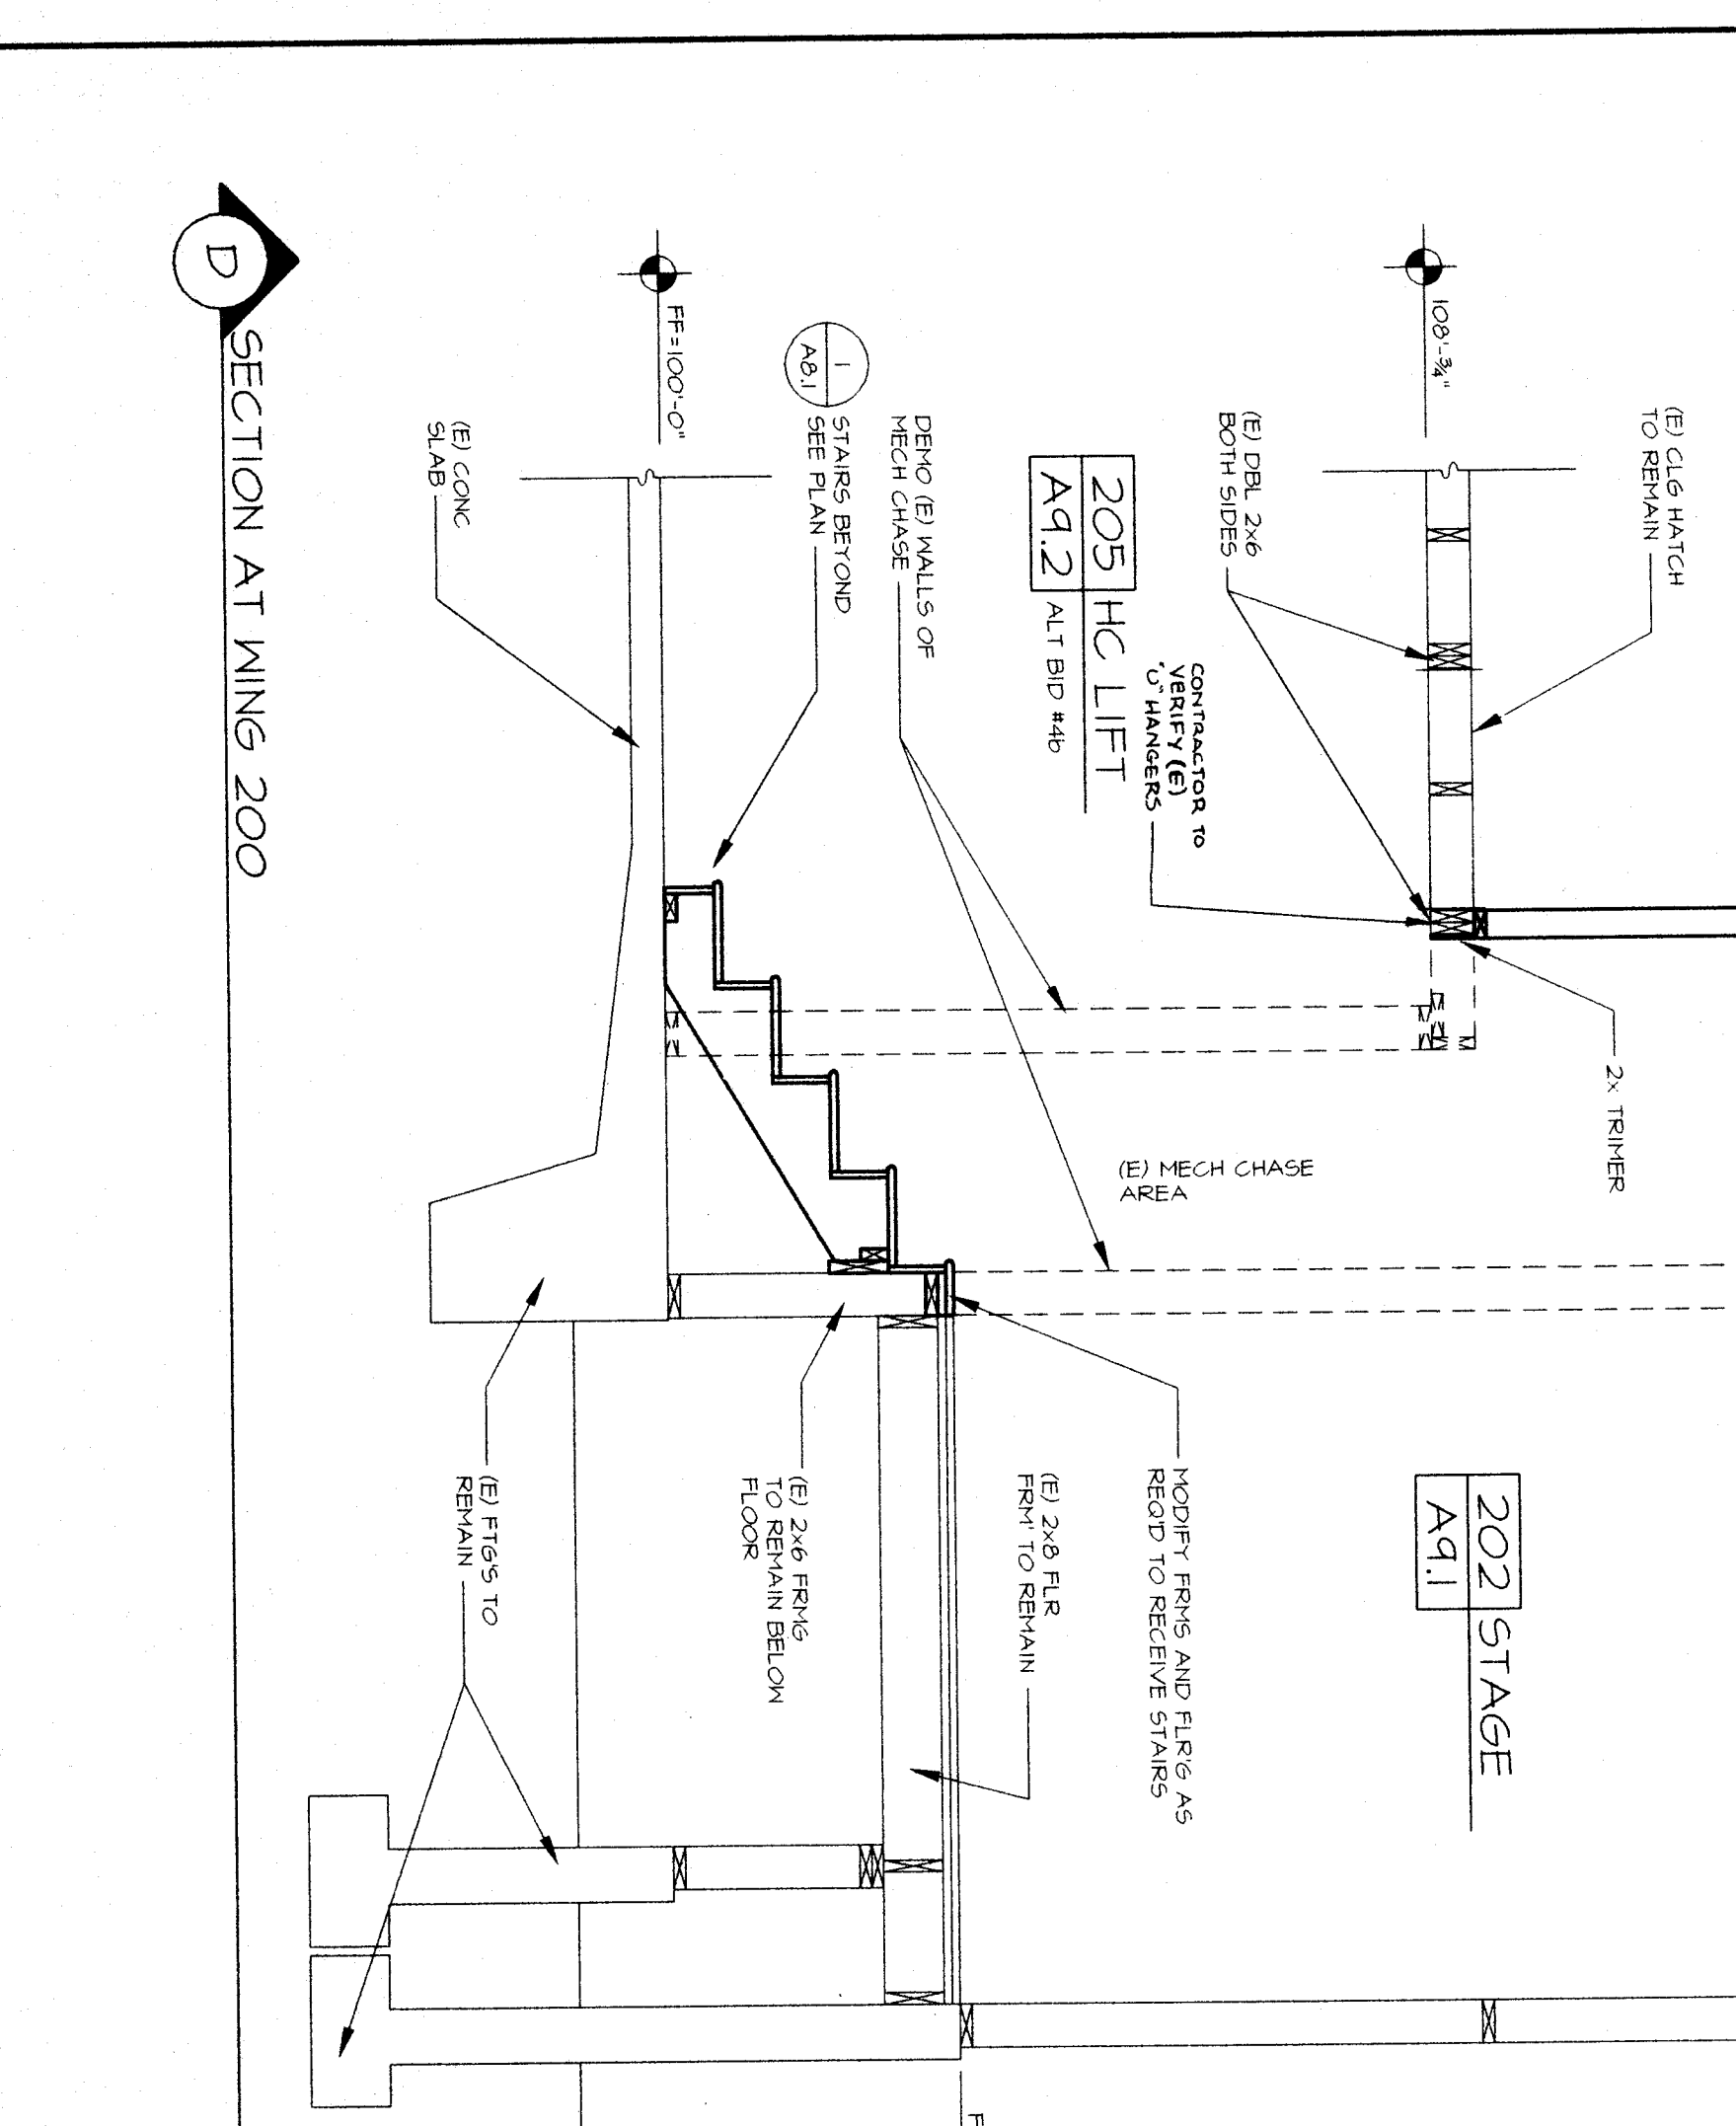 (E) CLG HATCH
TO REMAIN
108'-¾"
(E) DBL 2x6
BOTH SIDES
2x TRIMER
CONTRACTOR TO
VERIFY (E)
"U" HANGERS
205 HC LIFT
A9.2 ALT BID #4b
202 STAGE
A9.1
(E) MECH CHASE
AREA
DEMO (E) WALLS OF
MECH CHASE
MODIFY FRMS AND FLR'G AS
REQ'D TO RECEIVE STAIRS
1
A8.1
STAIRS BEYOND
SEE PLAN
(E) 2x8 FLR
FRM' TO REMAIN
FF=100'-0"
(E) 2x6 FRMG
TO REMAIN BELOW
FLOOR
(E) CONC
SLAB
(E) FTG'S TO
REMAIN
D
SECTION AT WING 200